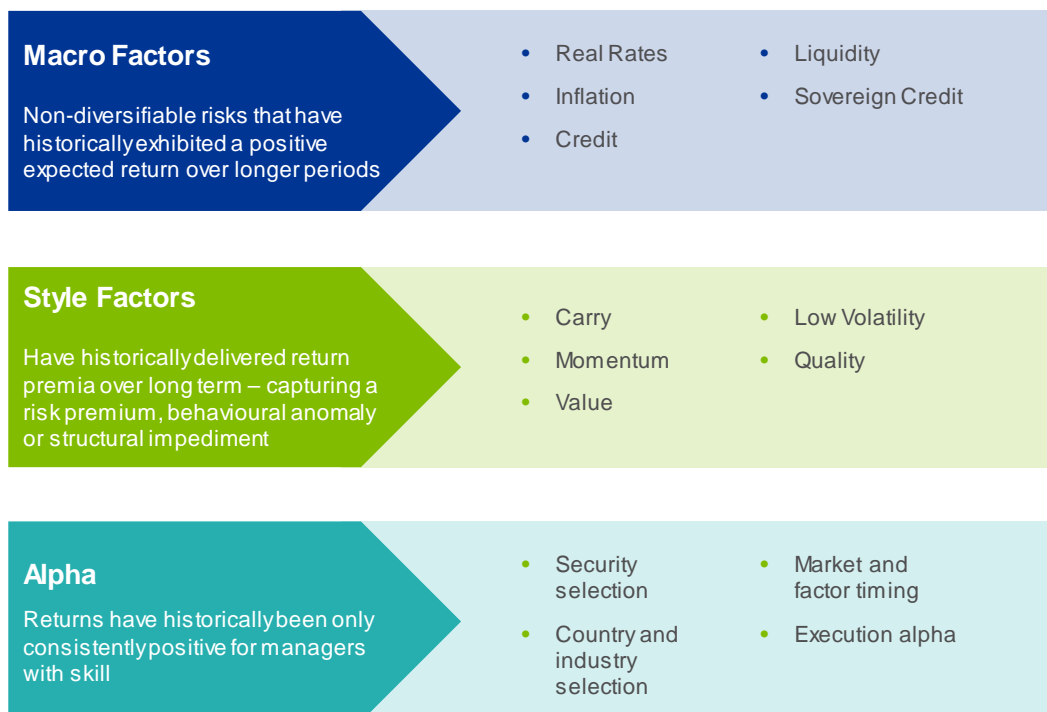 Macro Factors
Non-diversifiable risks that have
historically exhibited a positive
expected return over longer periods
• Real Rates
• Inflation
• Credit
• Liquidity
• Sovereign Credit
Style Factors
Have historically delivered return
premia over long term – capturing a
risk premium, behavioural anomaly
or structural impediment
• Carry
• Momentum
• Value
• Low Volatility
• Quality
Alpha
Returns have historically been only
consistently positive for managers
with skill
• Security
selection
• Country and
industry
selection
• Market and
factor timing
• Execution alpha